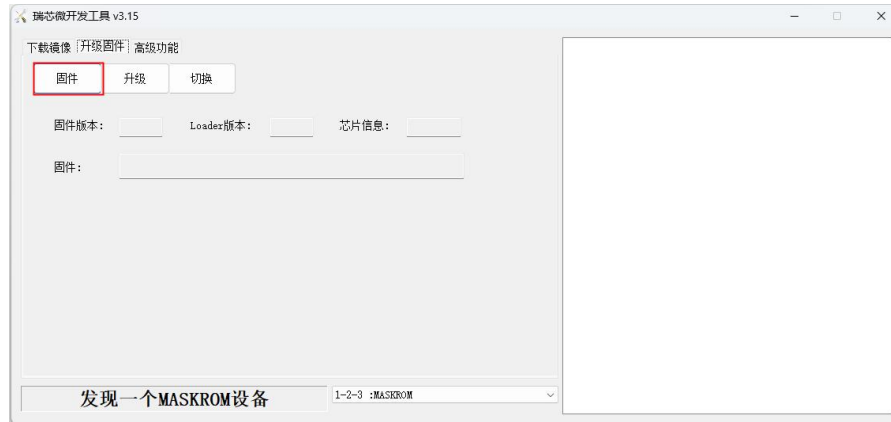 瑞芯微开发工具 v3.15
下载镜像 升级固件 高级功能
固件 升级 切换
固件版本: Loader版本: 芯片信息:
固件:
发现一个MASKROM设备 1-2-3 :MASKROM